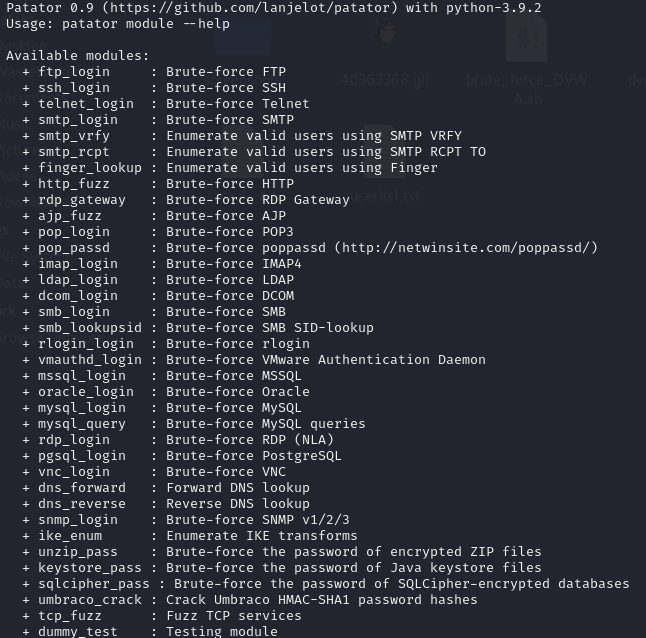 Patator 0.9 (https://github.com/lanjelot/patator) with python-3.9.2
Usage: patator module --help
Available modules:
+ ftp_login : Brute-force FTP
+ ssh_login : Brute-force SSH
+ telnet_login : Brute-force Telnet
+ smtp_login : Brute-force SMTP
+ smtp_vrfy : Enumerate valid users using SMTP VRFY
+ smtp_rcpt : Enumerate valid users using SMTP RCPT TO
+ finger_lookup : Enumerate valid users using Finger
+ http_fuzz : Brute-force HTTP
+ rdp_gateway : Brute-force RDP Gateway
+ ajp_fuzz : Brute-force AJP
+ pop_login : Brute-force POP3
+ pop_passd : Brute-force poppassd (http://netwinsite.com/poppassd/)
+ imap_login : Brute-force IMAP4
+ ldap_login : Brute-force LDAP
+ dcom_login : Brute-force DCOM
+ smb_login : Brute-force SMB
+ smb_lookupsid : Brute-force SMB SID-lookup
+ rlogin_login : Brute-force rlogin
+ vmauthd_login : Brute-force VMware Authentication Daemon
+ mssql_login : Brute-force MSSQL
+ oracle_login : Brute-force Oracle
+ mysql_login : Brute-force MySQL
+ mysql_query : Brute-force MySQL queries
+ rdp_login : Brute-force RDP (NLA)
+ pgsql_login : Brute-force PostgreSQL
+ vnc_login : Brute-force VNC
+ dns_forward : Forward DNS lookup
+ dns_reverse : Reverse DNS lookup
+ snmp_login : Brute-force SNMP v1/2/3
+ ike_enum : Enumerate IKE transforms
+ unzip_pass : Brute-force the password of encrypted ZIP files
+ keystore_pass : Brute-force the password of Java keystore files
+ sqlcipher_pass : Brute-force the password of SQLCipher-encrypted databases
+ umbraco_crack : Crack Umbraco HMAC-SHA1 password hashes
+ tcp_fuzz : Fuzz TCP services
+ dummy_test : Testing module
40363368.gif
brute_force_DVW
A.sh
userlist.txt